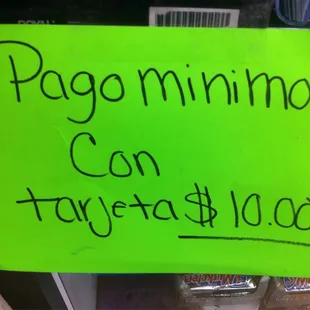 Pago minimo
Con
tarjeta $ 10.00